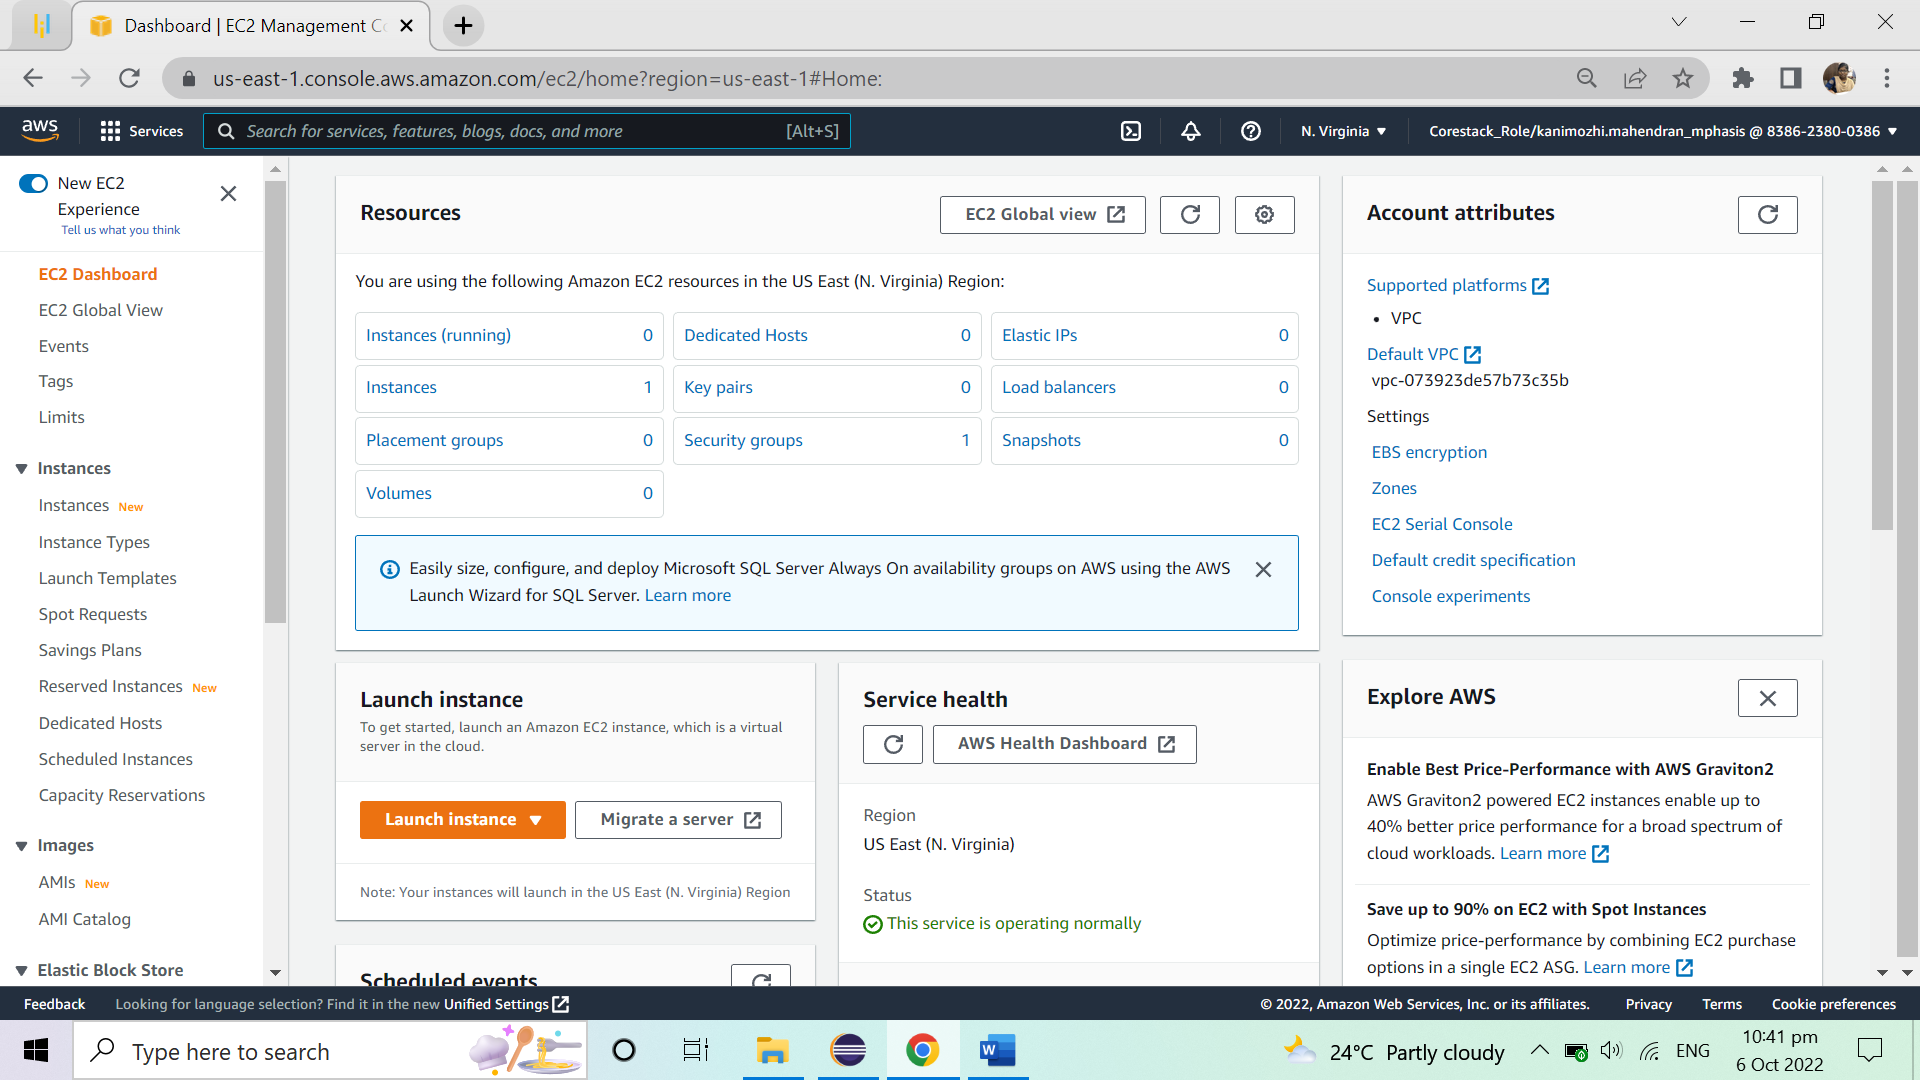 Dashboard | EC2 Management Co
us-east-1.console.aws.amazon.com/ec2/home?region=us-east-1#Home:
aws
Services
Search for services, features, blogs, docs, and more
[Alt+S]
N. Virginia
Corestack_Role/kanimozhi.mahendran_mphasis @ 8386-2380-0386
New EC2
Experience
Tell us what you think
EC2 Dashboard
EC2 Global View
Events
Tags
Limits
Instances
Instances New
Instance Types
Launch Templates
Spot Requests
Savings Plans
Reserved Instances New
Dedicated Hosts
Scheduled Instances
Capacity Reservations
Images
AMIs New
AMI Catalog
Elastic Block Store
Resources
EC2 Global view
You are using the following Amazon EC2 resources in the US East (N. Virginia) Region:
Instances (running) 0
Dedicated Hosts 0
Elastic IPs 0
Instances 1
Key pairs 0
Load balancers 0
Placement groups 0
Security groups 1
Snapshots 0
Volumes 0
Easily size, configure, and deploy Microsoft SQL Server Always On availability groups on AWS using the AWS
Launch Wizard for SQL Server. Learn more
Launch instance
To get started, launch an Amazon EC2 instance, which is a virtual
server in the cloud.
Launch instance
Migrate a server
Note: Your instances will launch in the US East (N. Virginia) Region
Scheduled events
Service health
AWS Health Dashboard
Region
US East (N. Virginia)
Status
This service is operating normally
Account attributes
Supported platforms
• VPC
Default VPC
vpc-073923de57b73c35b
Settings
EBS encryption
Zones
EC2 Serial Console
Default credit specification
Console experiments
Explore AWS
Enable Best Price-Performance with AWS Graviton2
AWS Graviton2 powered EC2 instances enable up to
40% better price performance for a broad spectrum of
cloud workloads. Learn more
Save up to 90% on EC2 with Spot Instances
Optimize price-performance by combining EC2 purchase
options in a single EC2 ASG. Learn more
Feedback
Looking for language selection? Find it in the new Unified Settings
© 2022, Amazon Web Services, Inc. or its affiliates.
Privacy
Terms
Cookie preferences
Type here to search
W
24°C Partly cloudy
ENG
10:41 pm
6 Oct 2022